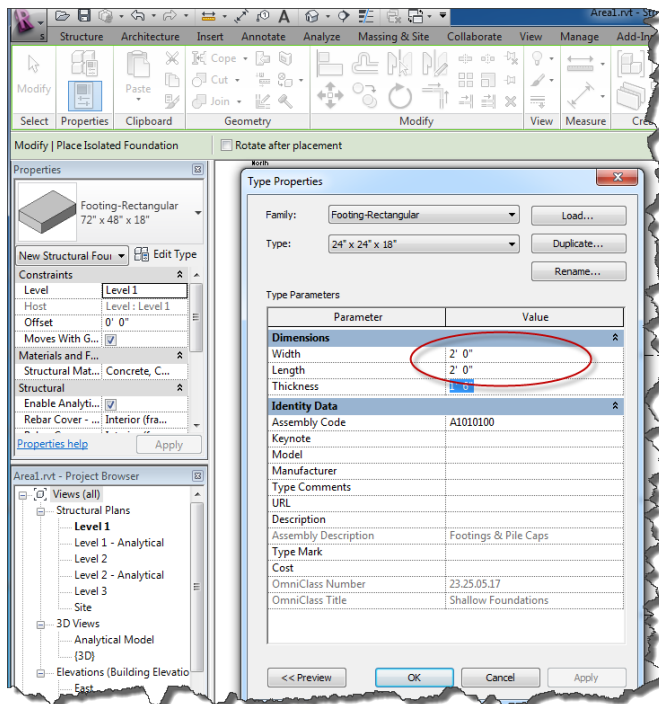 Area1.rvt - Str
Structure Architecture Insert Annotate Analyze Massing & Site Collaborate View Manage Add-Ins
Modify
Paste
Cope
Cut
Join
Select Properties Clipboard Geometry Modify View Measure Crea
Modify | Place Isolated Foundation
Rotate after placement
North
Properties
Footing-Rectangular
72" x 48" x 18"
New Structural Four
Edit Type
Constraints
Level Level 1
Host Level : Level 1
Offset 0' 0"
Moves With G...
Materials and F...
Structural Mat... Concrete, C...
Structural
Enable Analyti...
Rebar Cover - ... Interior (fra...
Properties help
Apply
Area1.rvt - Project Browser
Views (all)
Structural Plans
Level 1
Level 1 - Analytical
Level 2
Level 2 - Analytical
Level 3
Site
3D Views
Analytical Model
{3D}
Elevations (Building Elevatio
East
Type Properties
Family: Footing-Rectangular Load...
Type: 24" x 24" x 18" Duplicate...
Rename...
Type Parameters
Parameter Value
Dimensions
Width 2' 0"
Length 2' 0"
Thickness 1' 6"
Identity Data
Assembly Code A1010100
Keynote
Model
Manufacturer
Type Comments
URL
Description
Assembly Description Footings & Pile Caps
Type Mark
Cost
OmniClass Number 23.25.05.17
OmniClass Title Shallow Foundations
<< Preview OK Cancel Apply